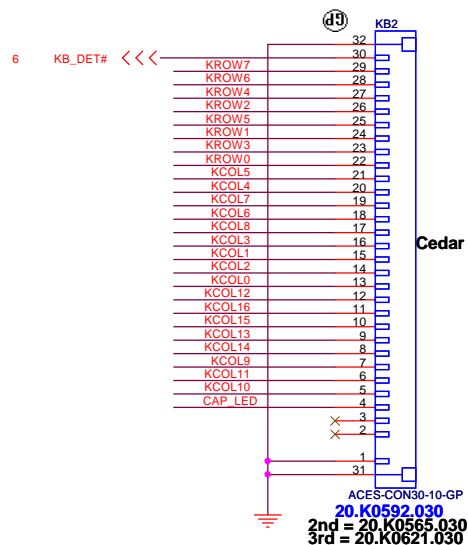 GP
KB2
32
6 KB_DET# 30
KROW7 29
KROW6 28
KROW4 27
KROW2 26
KROW5 25
KROW1 24
KROW3 23
KROW0 22
KCOL5 21
KCOL4 20
KCOL7 19
KCOL6 18
KCOL8 17
KCOL3 16
Cedar
KCOL1 15
KCOL2 14
KCOL0 13
KCOL12 12
KCOL16 11
KCOL15 10
KCOL13 9
KCOL14 8
KCOL9 7
KCOL11 6
KCOL10 5
CAP_LED 4
3
2
1
31
ACES-CON30-10-GP
20.K0592.030
2nd = 20.K0565.030
3rd = 20.K0621.030